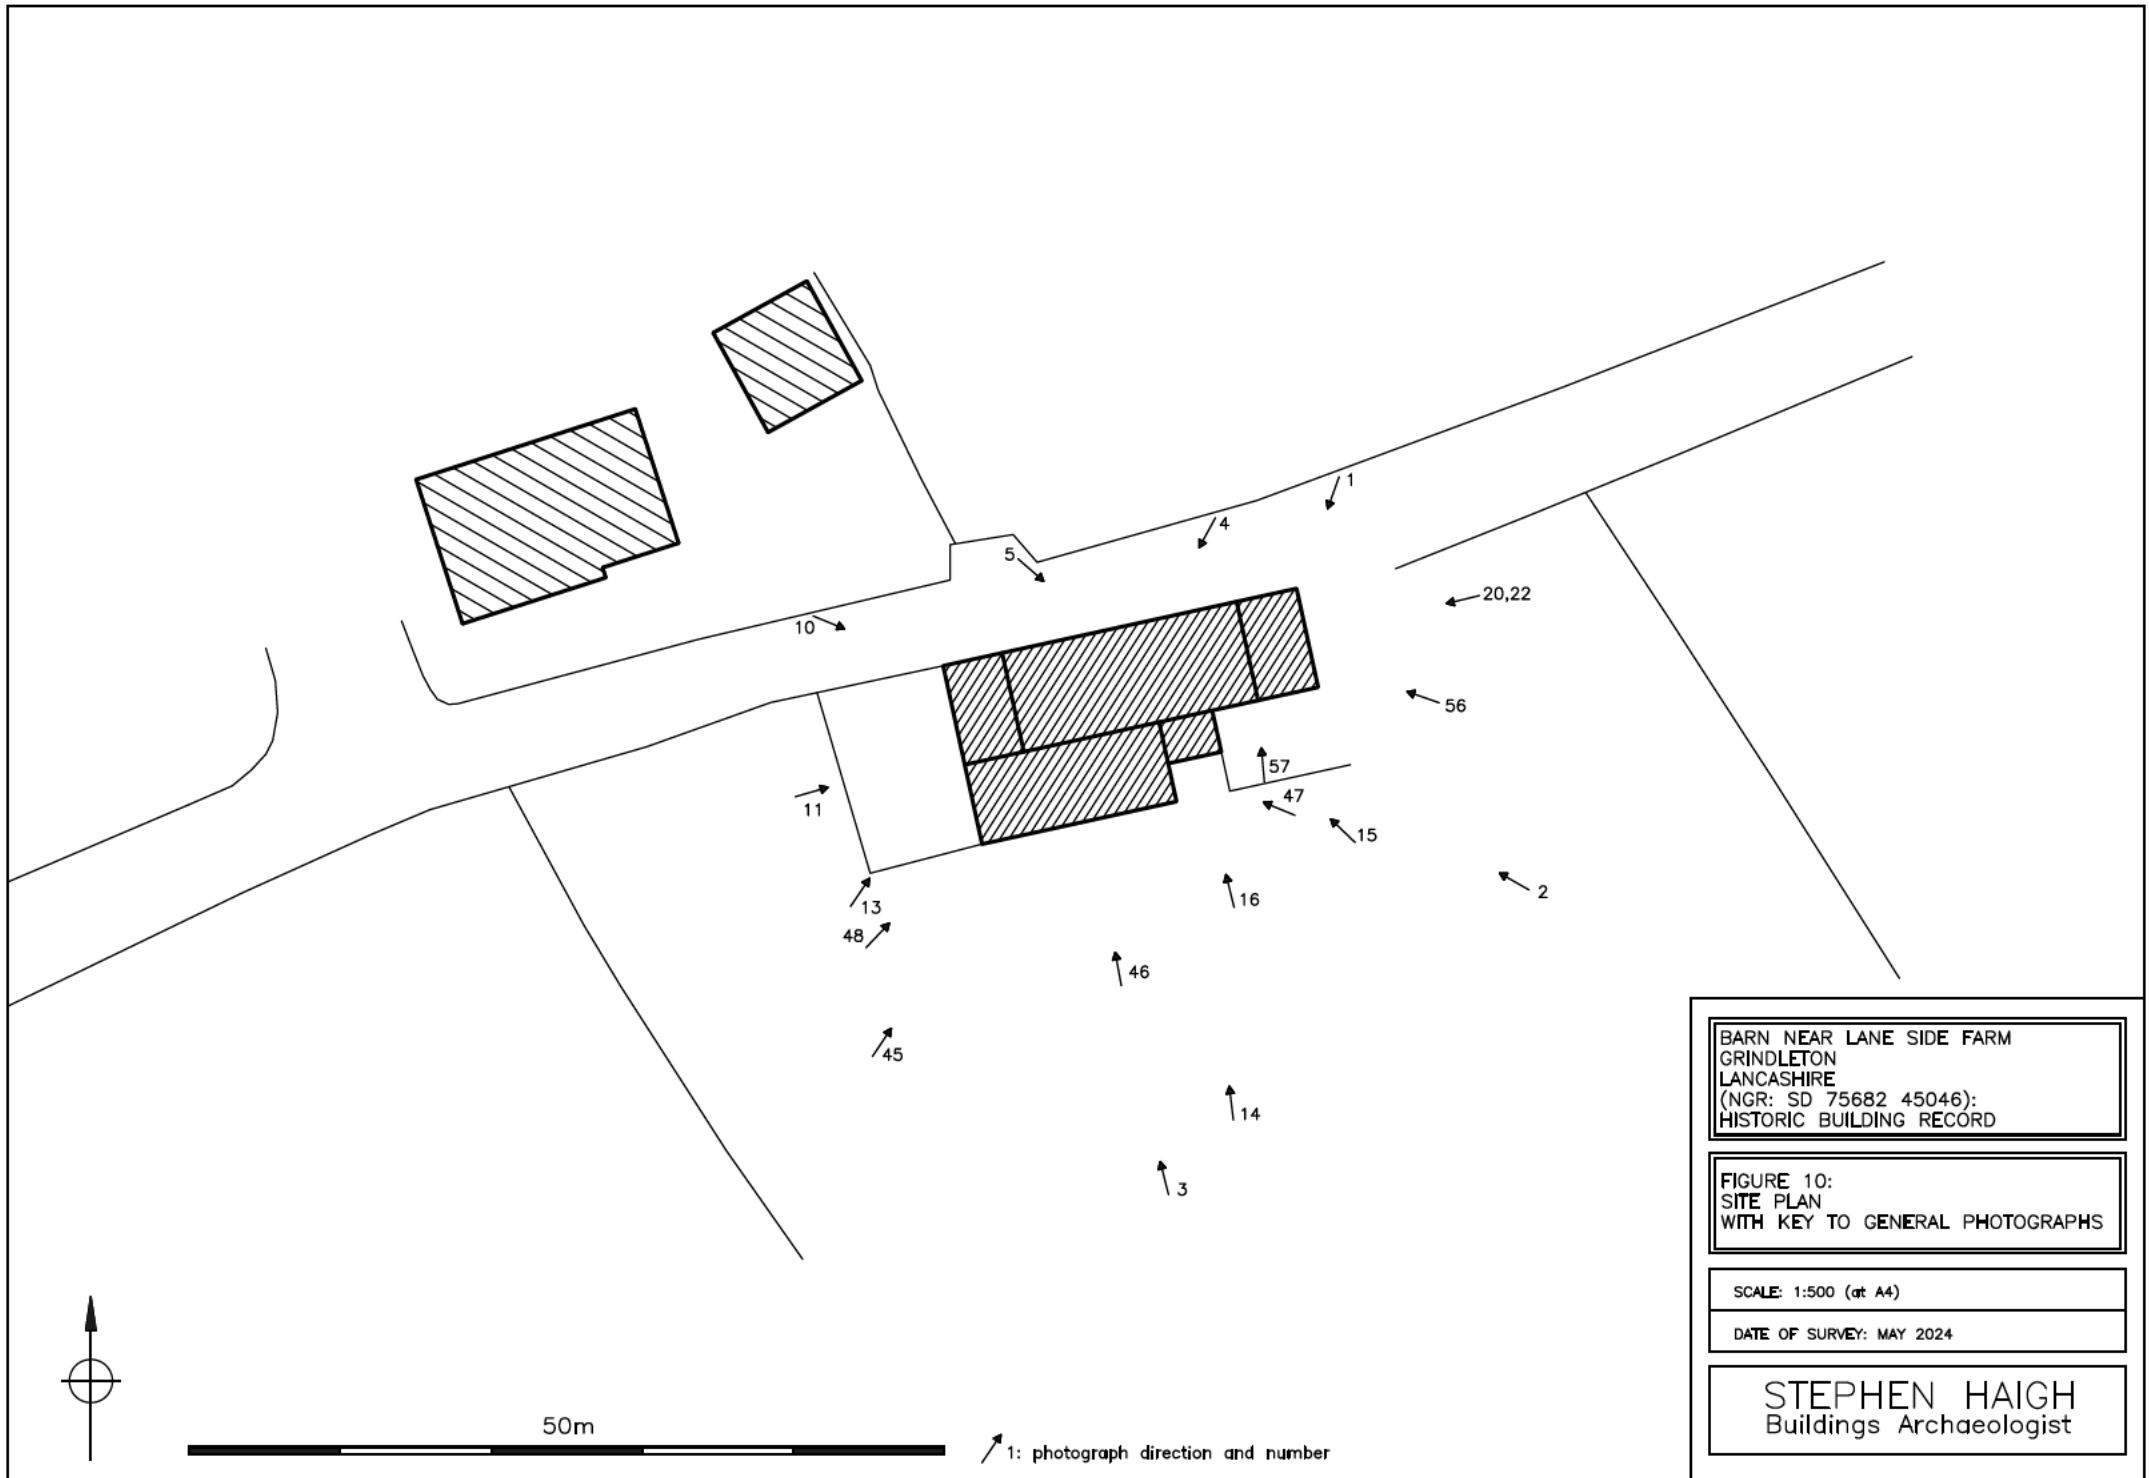 1
4
5
20,22
10
56
57
47
11
15
2
16
13
48
46
45
14
3
BARN NEAR LANE SIDE FARM
GRINDLETON
LANCASHIRE
(NGR: SD 75682 45046):
HISTORIC BUILDING RECORD
FIGURE 10:
SITE PLAN
WITH KEY TO GENERAL PHOTOGRAPHS
SCALE: 1:500 (at A4)
DATE OF SURVEY: MAY 2024
STEPHEN HAIGH
Buildings Archaeologist
50m
1: photograph direction and number